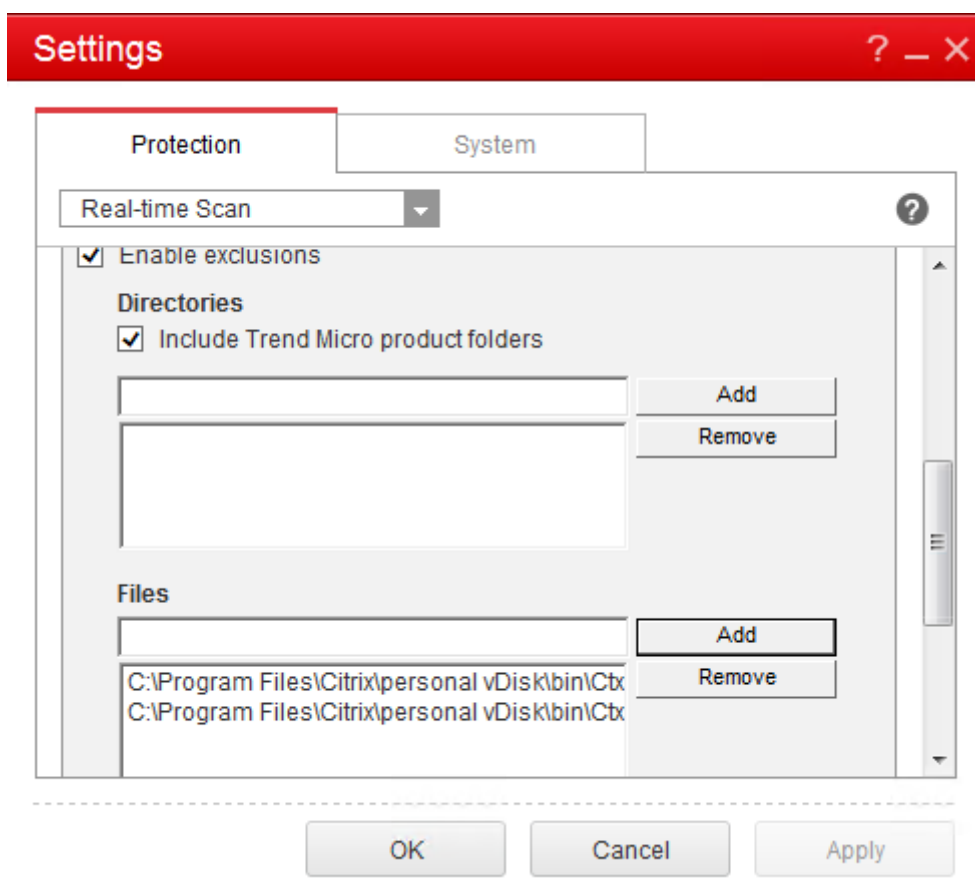 Settings
? _ X
Protection
System
Real-time Scan
?
Enable exclusions
Directories
Include Trend Micro product folders
Add
Remove
Files
Add
C:\Program Files\Citrix\personal vDisk\bin\Ctx
Remove
C:\Program Files\Citrix\personal vDisk\bin\Ctx
OK
Cancel
Apply